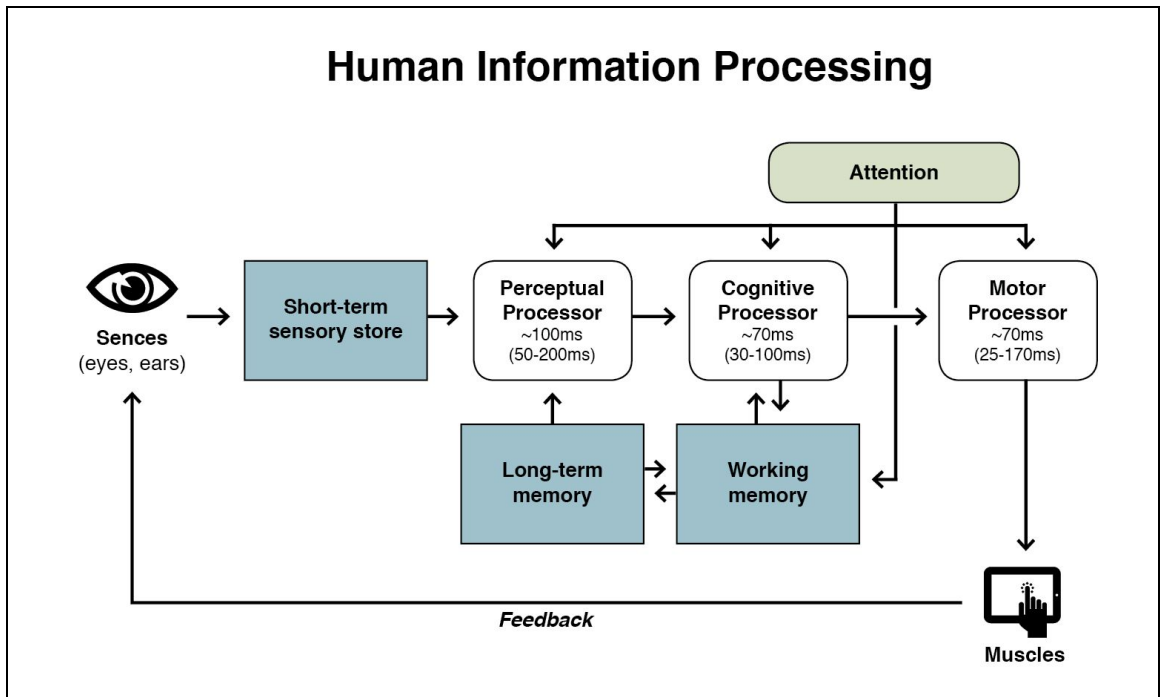 Human Information Processing
Attention
Sences
(eyes, ears)
Short-term
sensory store
Perceptual
Processor
~100ms
(50-200ms)
Cognitive
Processor
~70ms
(30-100ms)
Motor
Processor
~70ms
(25-170ms)
Long-term
memory
Working
memory
Feedback
Muscles